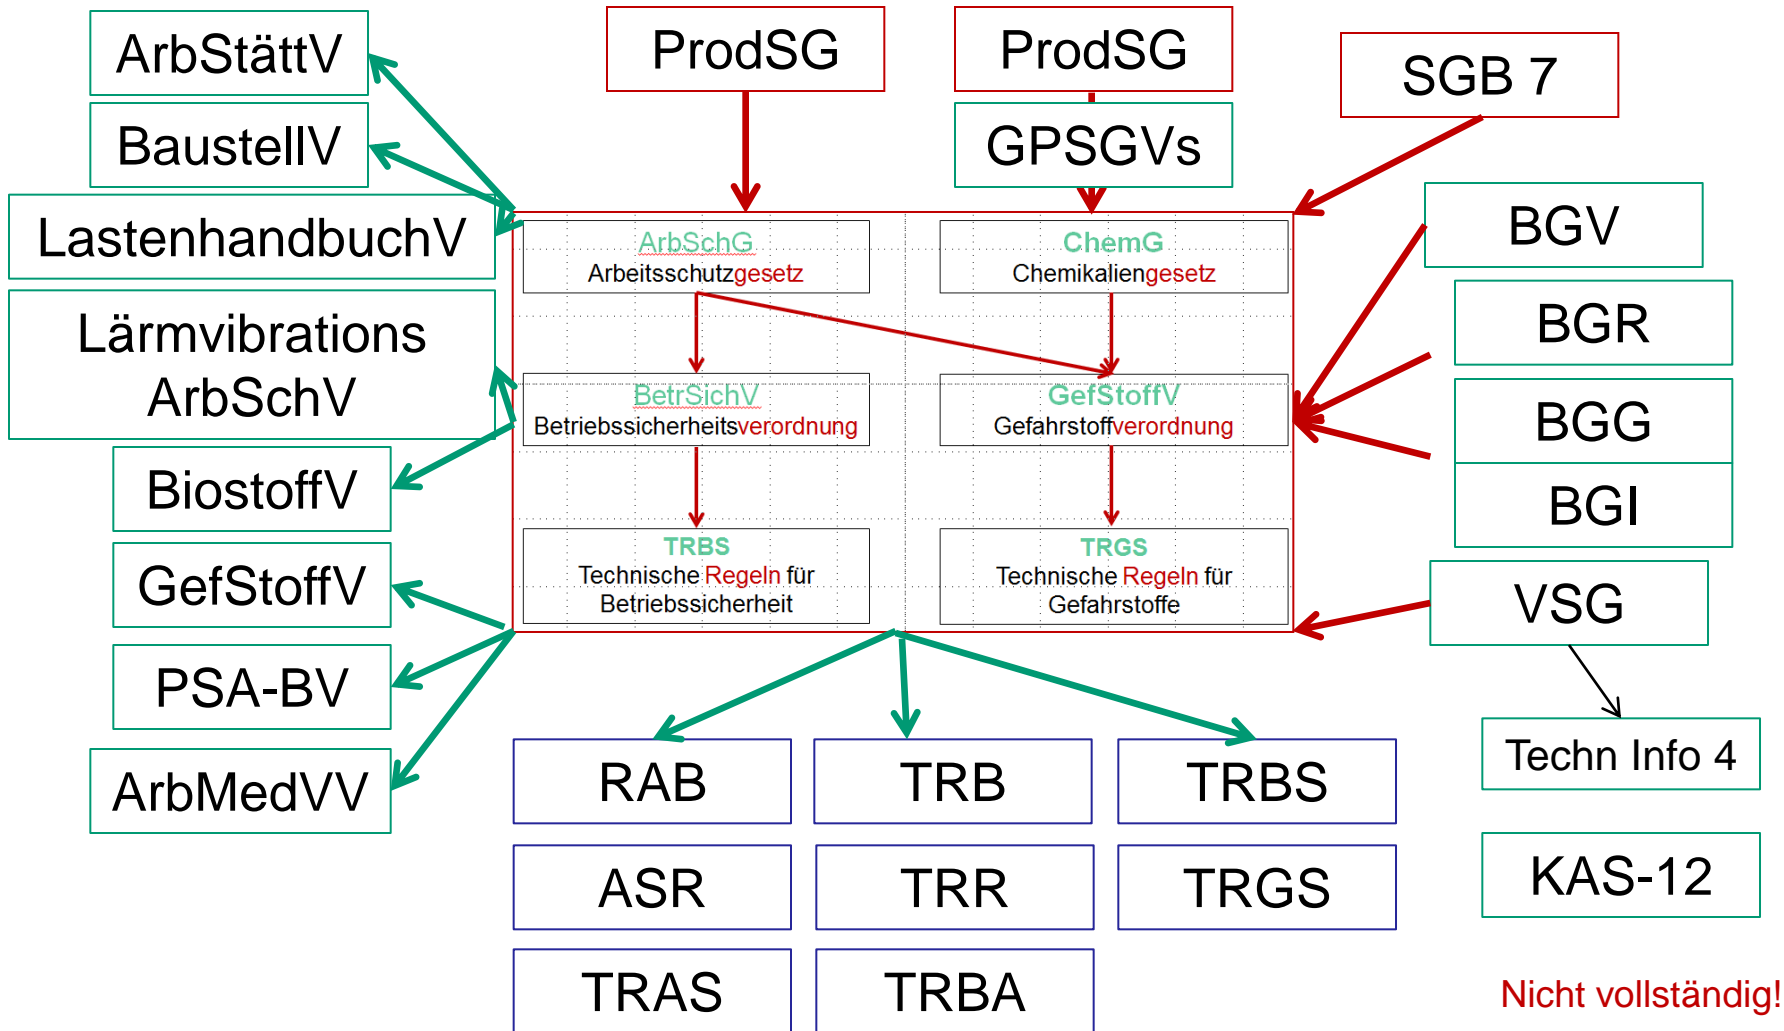 ArbStättV
BaustellV
LastenhandbuchV
Lärmvibrations
ArbSchV
BiostoffV
GefStoffV
PSA-BV
ArbMedVV
ProdSG
ProdSG
GPSGVs
SGB 7
ArbSchG
Arbeitsschutzgesetz
ChemG
Chemikaliengesetz
BetrSichV
Betriebssicherheitsverordnung
GefStoffV
Gefahrstoffverordnung
TRBS
Technische Regeln für
Betriebssicherheit
TRGS
Technische Regeln für
Gefahrstoffe
BGV
BGR
BGG
BGI
VSG
Techn Info 4
KAS-12
RAB
TRB
TRBS
ASR
TRR
TRGS
TRAS
TRBA
Nicht vollständig!